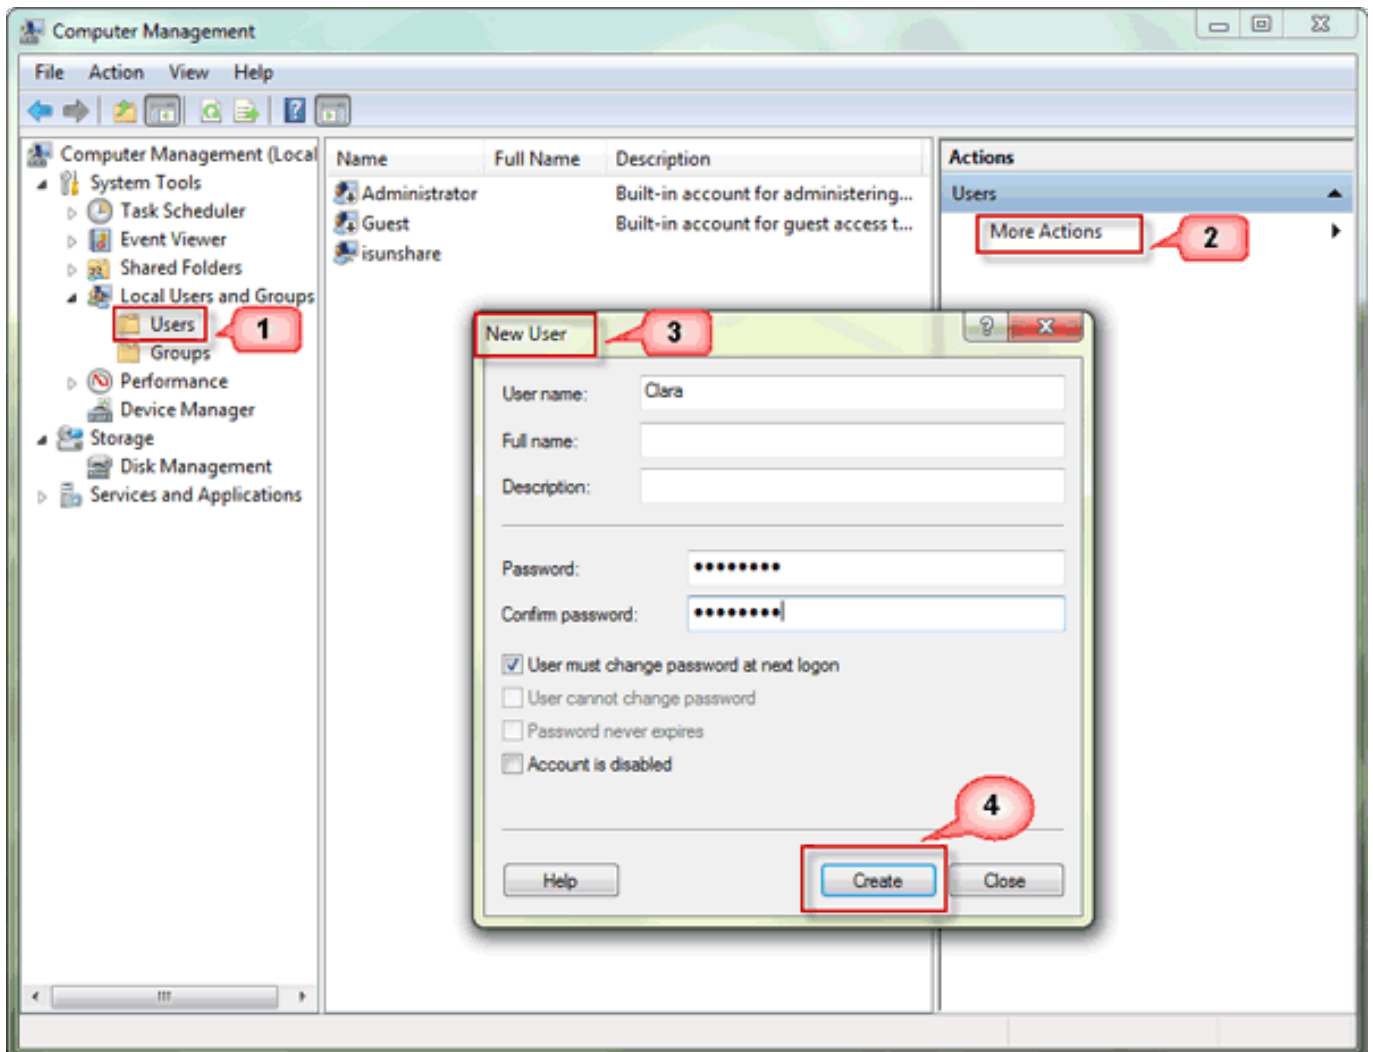 Computer Management
File Action View Help
Computer Management (Local
System Tools
Task Scheduler
Event Viewer
Shared Folders
Local Users and Groups
Users
1
Groups
Performance
Device Manager
Storage
Disk Management
Services and Applications
Name Full Name Description
Administrator Built-in account for administering...
Guest Built-in account for guest access t...
isunshare
Actions
Users
More Actions
2
New User
3
User name: Clara
Full name:
Description:
Password:
Confirm password:
User must change password at next logon
User cannot change password
Password never expires
Account is disabled
4
Help Create Close